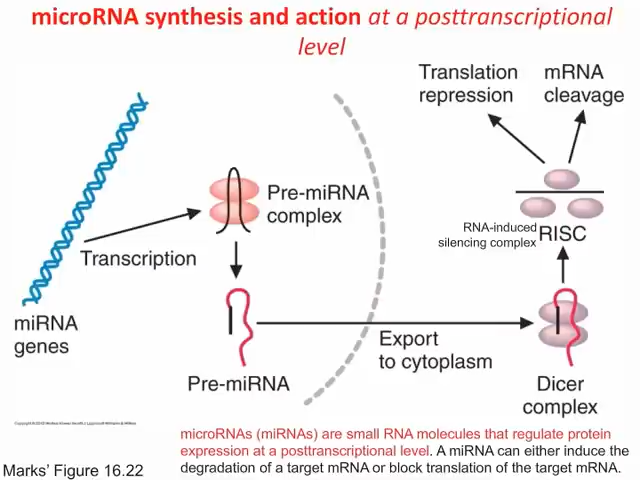 microRNA synthesis and action at a posttranscriptional
level
Translation
repression
mRNA
cleavage
Pre-miRNA
complex
RNA-induced
silencing complex
RISC
Transcription
miRNA
genes
Export
to cytoplasm
Pre-miRNA
Dicer
complex
microRNAs (miRNAs) are small RNA molecules that regulate protein
expression at a posttranscriptional level. A miRNA can either induce the
degradation of a target mRNA or block translation of the target mRNA.
Marks’ Figure 16.22